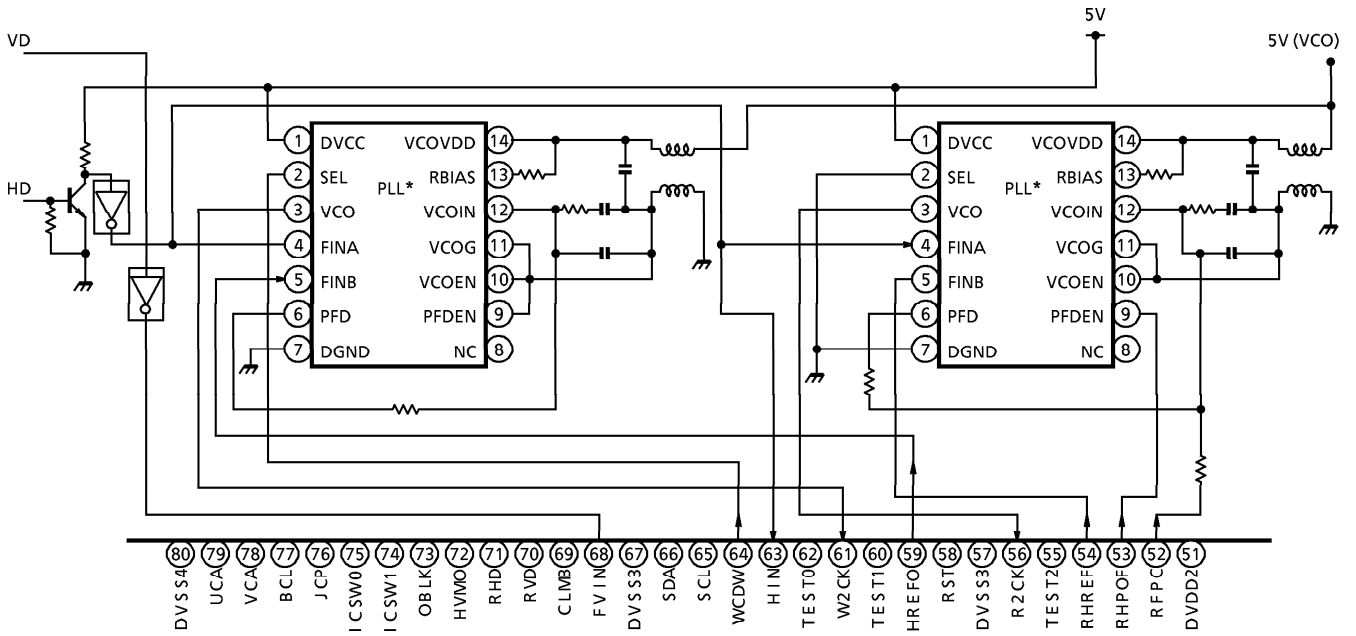 5V
VD
5V (VCO)
HD
1 DVCC VCOVDD 14
2 SEL RBIAS 13
PLL*
3 VCO VCOIN 12
4 FINA VCOG 11
5 FINB VCOEN 10
6 PFD PFDEN 9
7 DGND NC 8
1 DVCC VCOVDD 14
2 SEL RBIAS 13
PLL*
3 VCO VCOIN 12
4 FINA VCOG 11
5 FINB VCOEN 10
6 PFD PFDEN 9
7 DGND NC 8
80 79 78 77 76 75 74 73 72 71 70 69 68 67 66 65 64 63 62 61 60 59 58 57 56 55 54 53 52 51
DVSS4
UCA
VCA
BCL
JCP
ICSW0
ICSW1
OBLK
HVMO
RHD
RVD
CLMB
FVIN
DVSS3
SDA
SCL
WCDW
HIN
TEST0
W2CK
TEST1
HREFO
RST
DVSS3
R2CK
TEST2
RHREF
RHPOF
RFPC
DVDD2